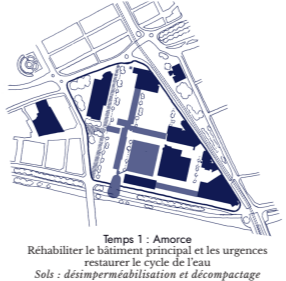 Temps 1 : Amorce
Réhabiliter le bâtiment principal et les urgences
restaurer le cycle de l'eau
Sols : désimperméabilisation et décompactage